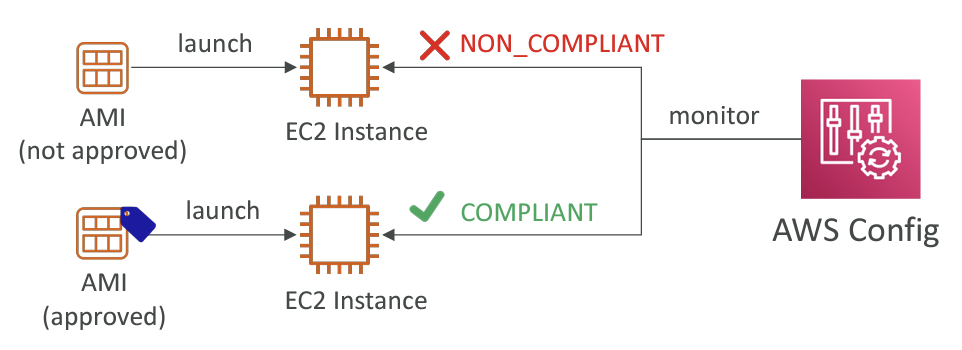 launch
NON_COMPLIANT
AMI
(not approved)
EC2 Instance
monitor
AWS Config
launch
COMPLIANT
AMI
(approved)
EC2 Instance